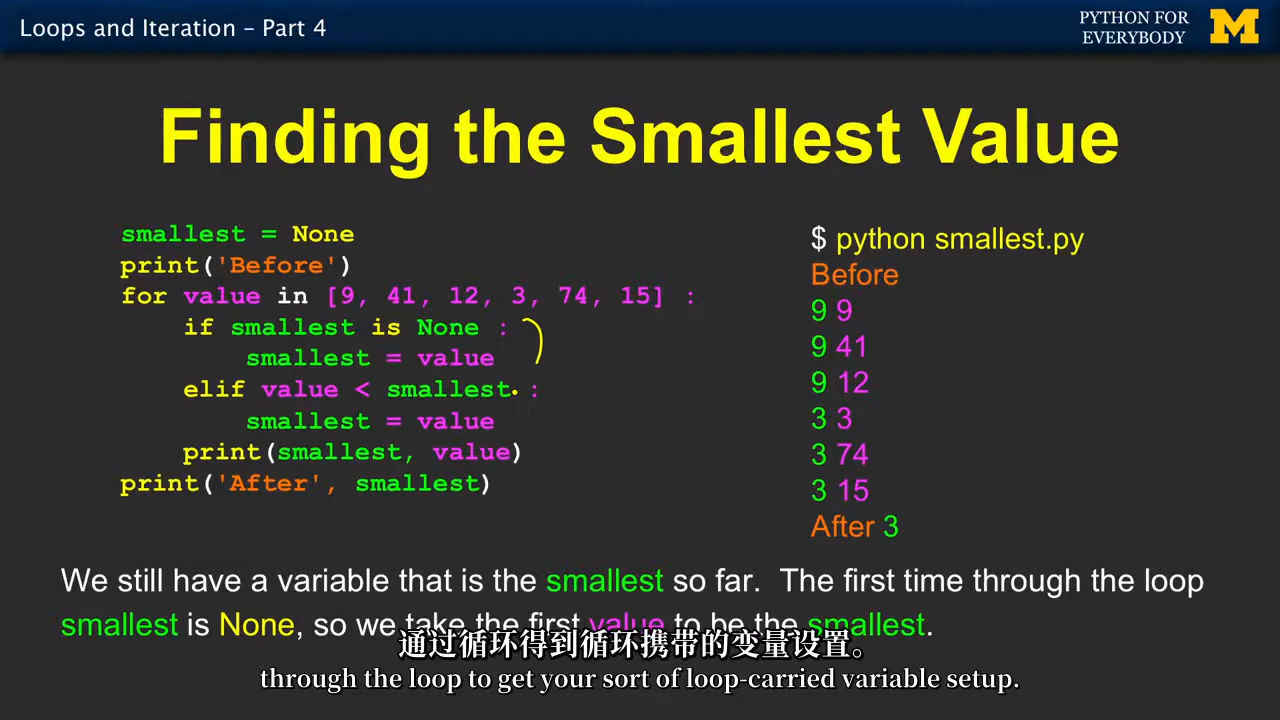 Loops and Iteration – Part 4
PYTHON FOR
EVERYBODY
M
Finding the Smallest Value
smallest = None
print('Before')
for value in [9, 41, 12, 3, 74, 15] :
    if smallest is None :
        smallest = value
    elif value < smallest :
        smallest = value
    print(smallest, value)
print('After', smallest)
$ python smallest.py
Before
9 9
9 41
9 12
3 3
3 74
3 15
After 3
We still have a variable that is the smallest so far.  The first time through the loop
smallest is None, so we take the first value to be the smallest.
通过循环得到循环携带的变量设置。
through the loop to get your sort of loop-carried variable setup.